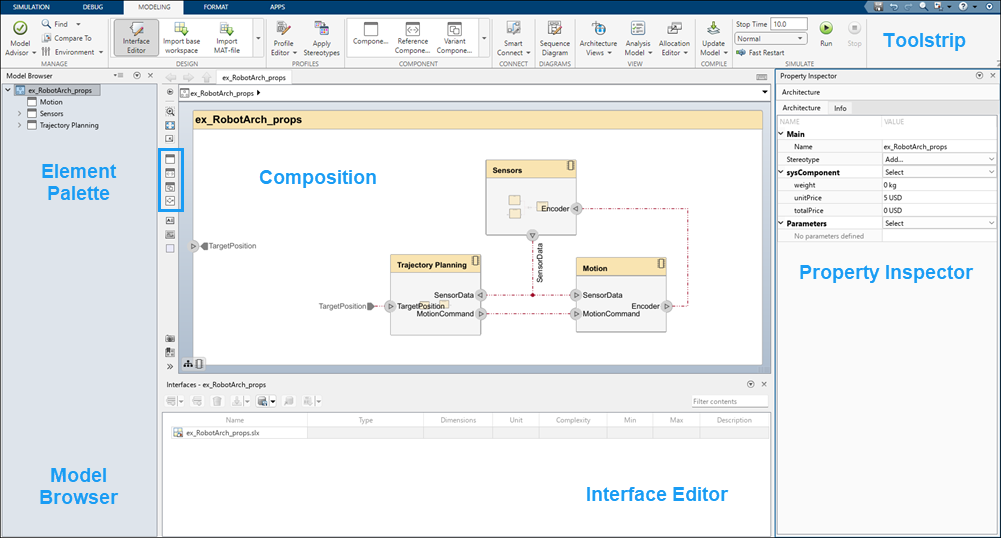 SIMULATION DEBUG MODELING FORMAT APPS
Model Advisor
Find
Compare To
Environment
MANAGE
Interface Editor
Import base workspace
Import MAT-file
DESIGN
Profile Editor
Apply Stereotypes
PROFILES
Compone...
Reference Compone...
Variant Compone...
COMPONENT
Smart Connect
CONNECT
Sequence Diagram
DIAGRAMS
Architecture Views
Analysis Model
Allocation Editor
VIEW
Update Model
COMPILE
Stop Time 10.0
Normal
Fast Restart
Run
Stop
SIMULATE
Toolstrip
Model Browser
ex_RobotArch_props
Motion
Sensors
Trajectory Planning
Element
Palette
Model
Browser
ex_RobotArch_props
ex_RobotArch_props
ex_RobotArch_props
Composition
Sensors
Encoder
SensorData
TargetPosition
Trajectory Planning
SensorData
TargetPosition
TargetPosition
MotionCommand
Motion
SensorData
Encoder
MotionCommand
Interfaces - ex_RobotArch_props
Filter contents
Name Type Dimensions Unit Complexity Min Max Description
ex_RobotArch_props.slx
Interface Editor
Property Inspector
Architecture
Architecture Info
NAME VALUE
Main
Name ex_RobotArch_props
Stereotype Add...
sysComponent Select
weight 0 kg
unitPrice 5 USD
totalPrice 0 USD
Parameters Select
No parameters defined
Property Inspector